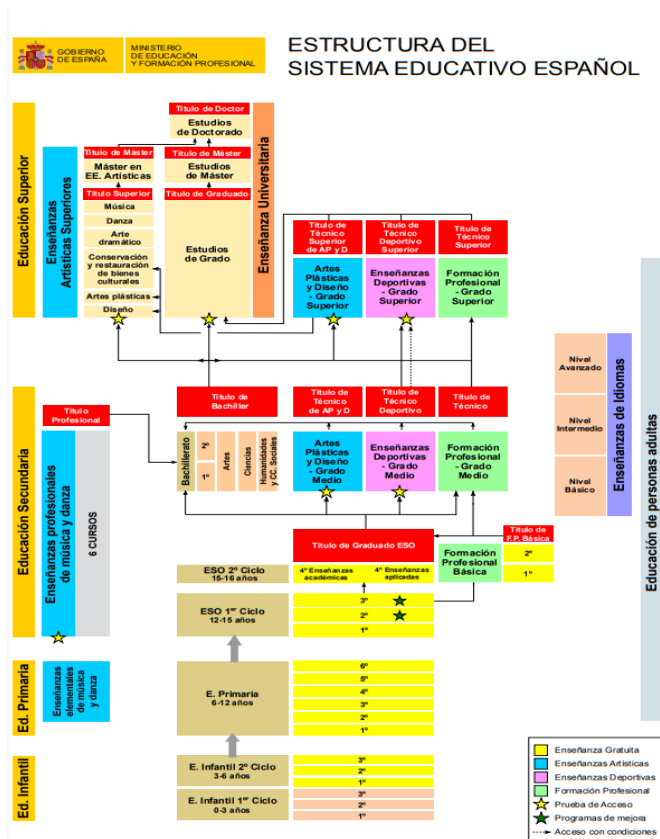 GOBIERNO
DE ESPAÑA
MINISTERIO
DE EDUCACIÓN
Y FORMACIÓN PROFESIONAL
ESTRUCTURA DEL
SISTEMA EDUCATIVO ESPAÑOL
Educación Superior
Enseñanzas
Artísticas Superiores
Título de Doctor
Estudios
de Doctorado
Título de Máster
Máster en
EE. Artísticas
Título de Máster
Estudios
de Máster
Título Superior
Música
Danza
Arte
dramático
Conservación
y restauración
de bienes
culturales
Artes plásticas
Diseño
Título de Graduado
Estudios
de Grado
Enseñanza Universitaria
Título de
Técnico
Superior
de AP y D
Título de
Técnico
Deportivo
Superior
Título de
Técnico
Superior
Artes
Plásticas
y Diseño
- Grado
Superior
Enseñanzas
Deportivas
- Grado
Superior
Formación
Profesional
- Grado
Superior
Educación Secundaria
Título
Profesional
Enseñanzas profesionales
de música y danza
6 CURSOS
Título de
Bachiller
Título de
Técnico
de AP y D
Título de
Técnico
Deportivo
Título de
Técnico
Bachillerato
2º
1º
Artes
Ciencias
Humanidades
y CC. Sociales
Artes
Plásticas
y Diseño
- Grado
Medio
Enseñanzas
Deportivas
- Grado
Medio
Formación
Profesional
- Grado
Medio
Nivel
Avanzado
Nivel
Intermedio
Nivel
Básico
Enseñanzas de Idiomas
Educación de personas adultas
Título de Graduado ESO
Título de
F.P. Básica
Formación
Profesional
Básica
2º
1º
ESO 2º Ciclo
15-16 años
4º Enseñanzas
académicas
4º Enseñanzas
aplicadas
ESO 1er Ciclo
12-15 años
3º
2º
1º
Ed. Primaria
Enseñanzas
elementales
de música
y danza
E. Primaria
6-12 años
6º
5º
4º
3º
2º
1º
Ed. Infantil
E. Infantil 2º Ciclo
3-6 años
3º
2º
1º
E. Infantil 1er Ciclo
0-3 años
3º
2º
1º
Enseñanza Gratuita
Enseñanzas Artísticas
Enseñanzas Deportivas
Formación Profesional
Prueba de Acceso
Programas de mejora
Acceso con condiciones